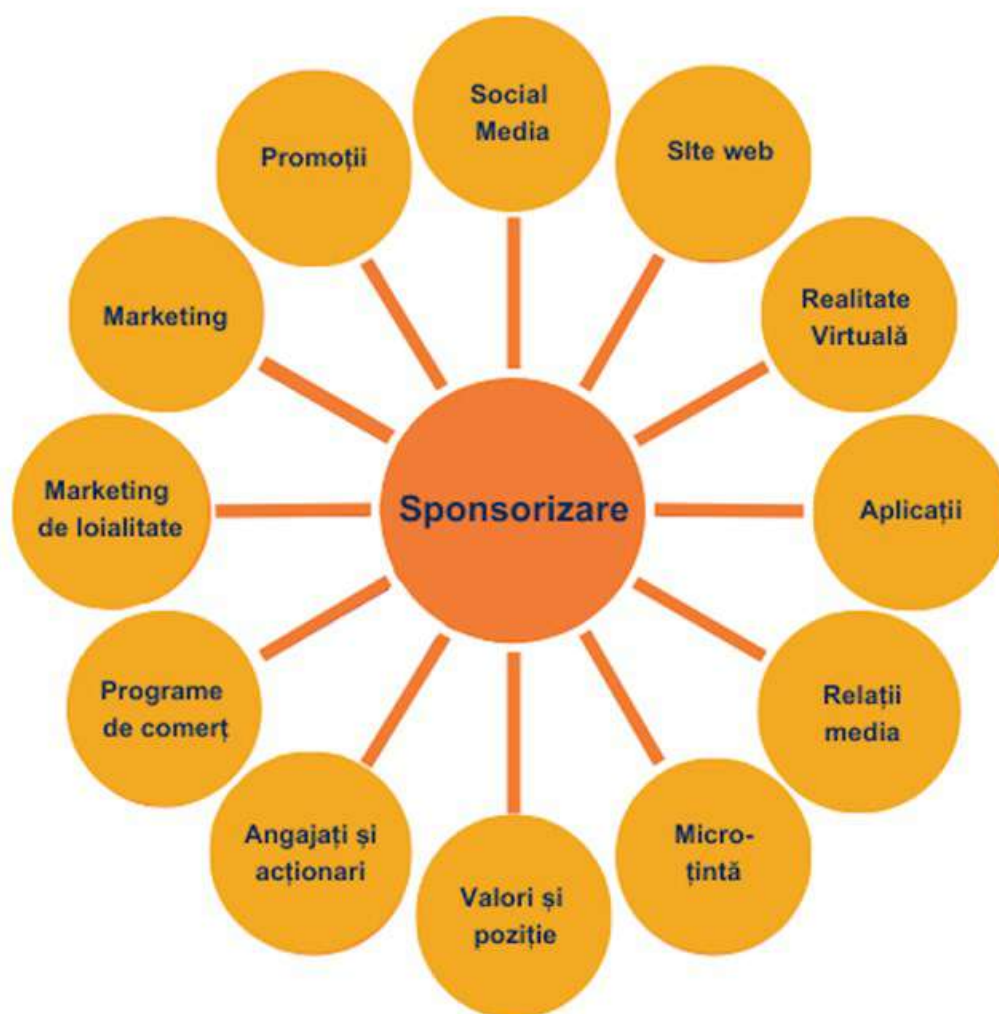 Social
Media
SIte web
Realitate
Virtuală
Aplicații
Relații
media
Micro-
țintă
Valori și
poziție
Angajați și
acționari
Programe
de comerț
Marketing
de loialitate
Marketing
Promoții
Sponsorizare